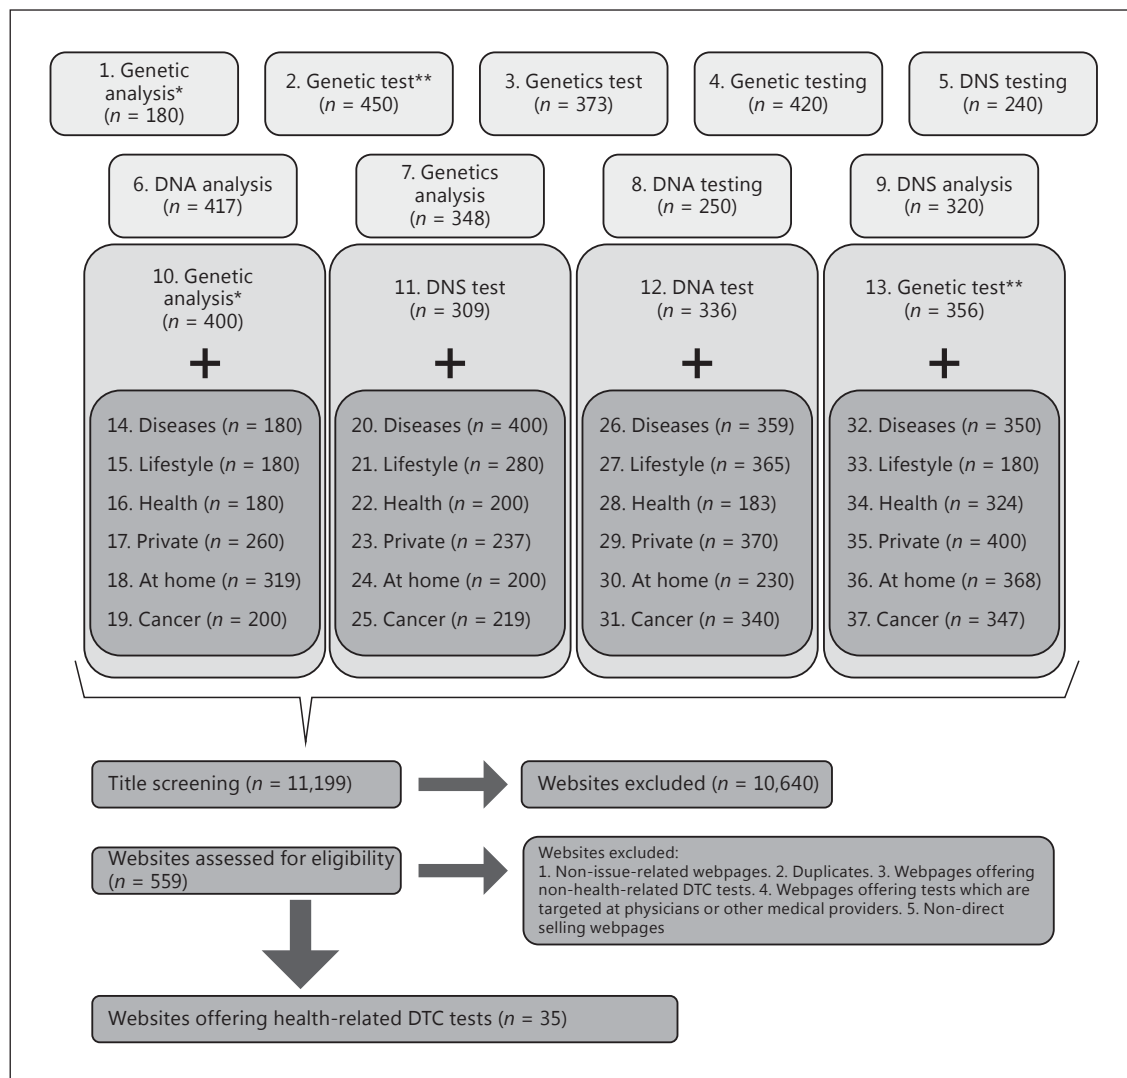 1. Genetic
analysis*
(n = 180)
2. Genetic test**
(n = 450)
3. Genetics test
(n = 373)
4. Genetic testing
(n = 420)
5. DNS testing
(n = 240)
6. DNA analysis
(n = 417)
7. Genetics
analysis
(n = 348)
8. DNA testing
(n = 250)
9. DNS analysis
(n = 320)
10. Genetic
analysis*
(n = 400)
+
14. Diseases (n = 180)
15. Lifestyle (n = 180)
16. Health (n = 180)
17. Private (n = 260)
18. At home (n = 319)
19. Cancer (n = 200)
11. DNS test
(n = 309)
+
20. Diseases (n = 400)
21. Lifestyle (n = 280)
22. Health (n = 200)
23. Private (n = 237)
24. At home (n = 200)
25. Cancer (n = 219)
12. DNA test
(n = 336)
+
26. Diseases (n = 359)
27. Lifestyle (n = 365)
28. Health (n = 183)
29. Private (n = 370)
30. At home (n = 230)
31. Cancer (n = 340)
13. Genetic test**
(n = 356)
+
32. Diseases (n = 350)
33. Lifestyle (n = 180)
34. Health (n = 324)
35. Private (n = 400)
36. At home (n = 368)
37. Cancer (n = 347)
Title screening (n = 11,199)
Websites excluded (n = 10,640)
Websites assessed for eligibility
(n = 559)
Websites excluded:
1. Non-issue-related webpages. 2. Duplicates. 3. Webpages offering
non-health-related DTC tests. 4. Webpages offering tests which are
targeted at physicians or other medical providers. 5. Non-direct
selling webpages
Websites offering health-related DTC tests (n = 35)